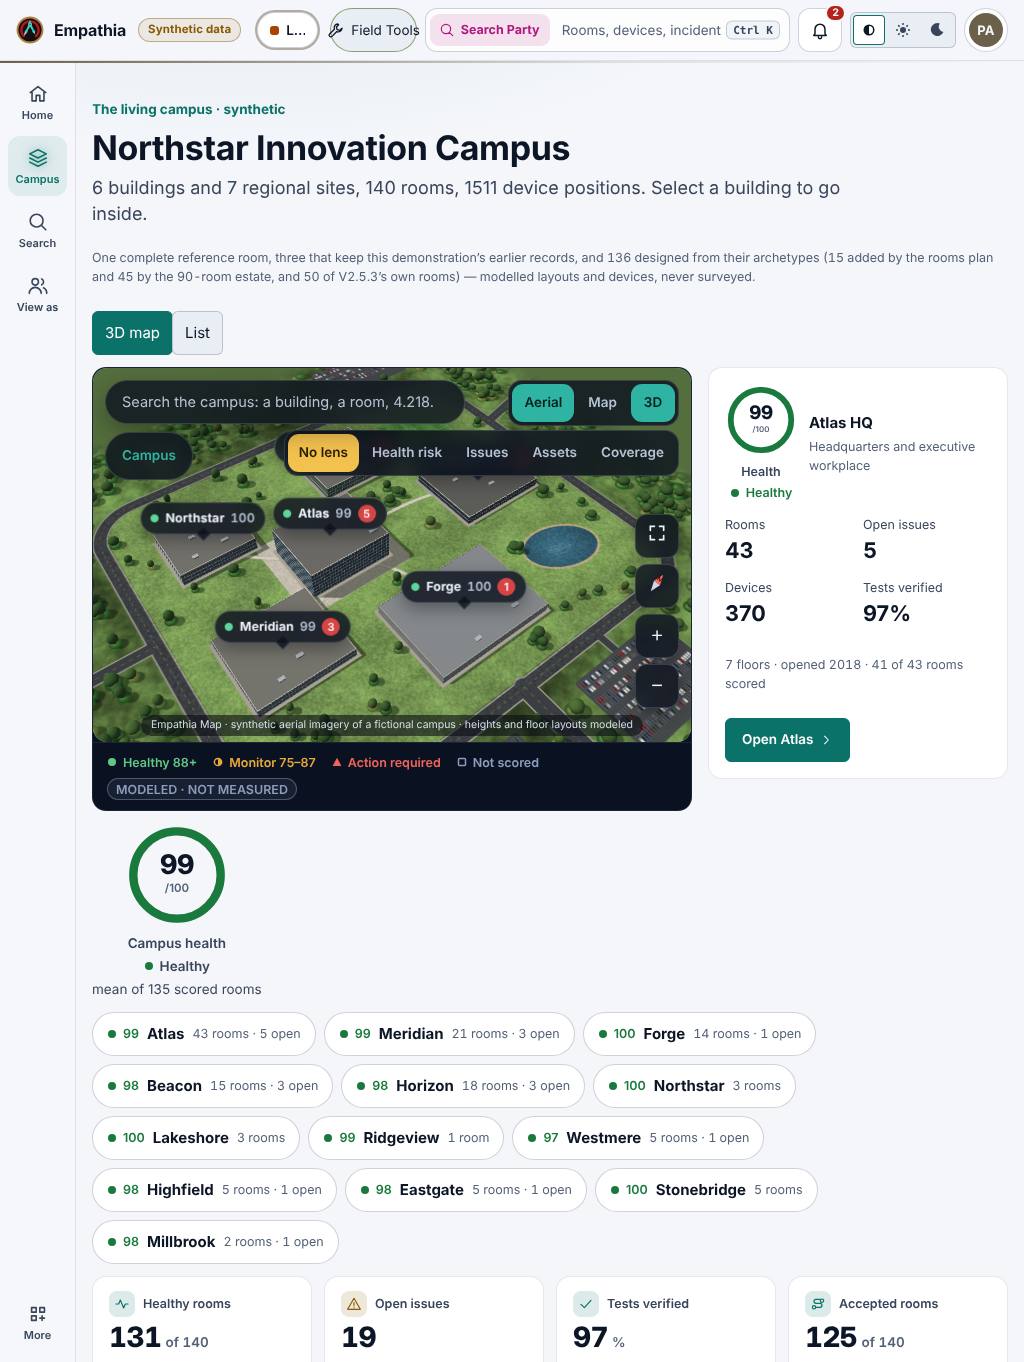 Empathia
Synthetic data
L...
Field Tools
Search Party
Rooms, devices, incident
Ctrl K
2
PA
Home
Campus
Search
View as
More
The living campus · synthetic
Northstar Innovation Campus
6 buildings and 7 regional sites, 140 rooms, 1511 device positions. Select a building to go
inside.
One complete reference room, three that keep this demonstration's earlier records, and 136 designed from their archetypes (15 added by the rooms plan
and 45 by the 90-room estate, and 50 of V2.5.3's own rooms) — modelled layouts and devices, never surveyed.
3D map
List
Search the campus: a building, a room, 4.218.
Aerial
Map
3D
Campus
No lens
Health risk
Issues
Assets
Coverage
Northstar 100
Atlas 99 5
Forge 100 1
Meridian 99 3
+
−
Empathia Map · synthetic aerial imagery of a fictional campus · heights and floor layouts modeled
Healthy 88+
Monitor 75–87
Action required
Not scored
MODELED · NOT MEASURED
99
/100
Health
Healthy
Atlas HQ
Headquarters and executive
workplace
Rooms
43
Open issues
5
Devices
370
Tests verified
97%
7 floors · opened 2018 · 41 of 43 rooms
scored
Open Atlas
99
/100
Campus health
Healthy
mean of 135 scored rooms
99 Atlas 43 rooms · 5 open
99 Meridian 21 rooms · 3 open
100 Forge 14 rooms · 1 open
98 Beacon 15 rooms · 3 open
98 Horizon 18 rooms · 3 open
100 Northstar 3 rooms
100 Lakeshore 3 rooms
99 Ridgeview 1 room
97 Westmere 5 rooms · 1 open
98 Highfield 5 rooms · 1 open
98 Eastgate 5 rooms · 1 open
100 Stonebridge 5 rooms
98 Millbrook 2 rooms · 1 open
Healthy rooms
131 of 140
Open issues
19
Tests verified
97 %
Accepted rooms
125 of 140